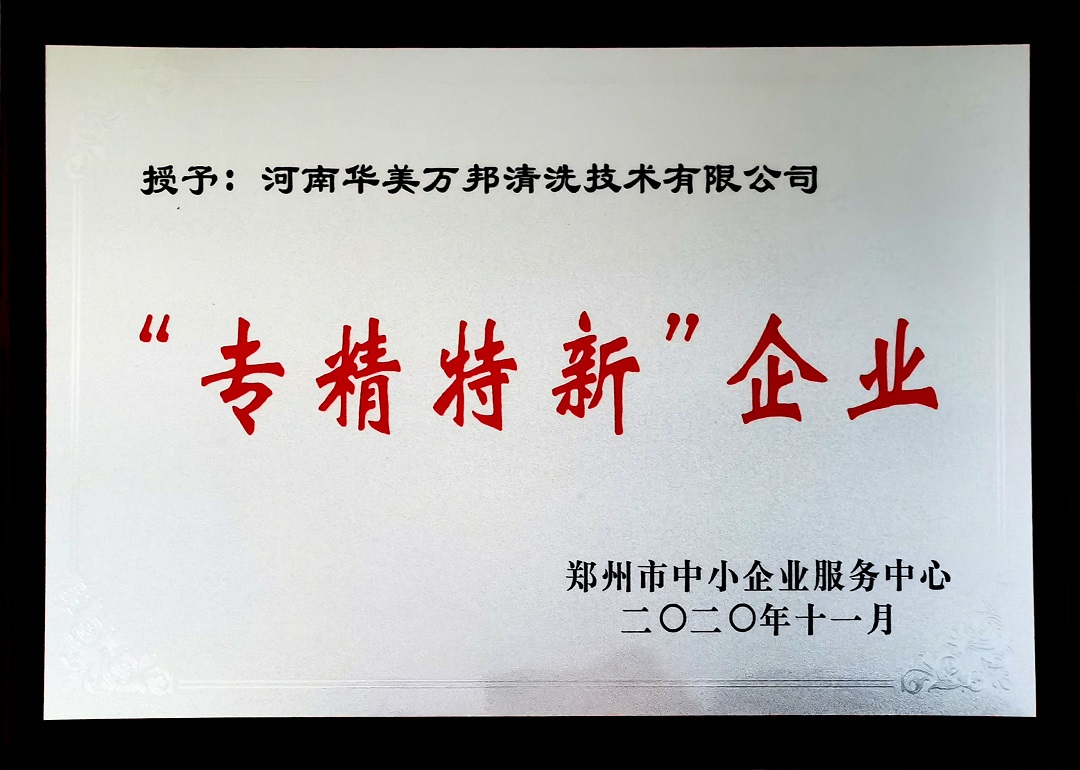 授予：河南华美万邦清洗技术有限公司
“专精特新”企业
郑州市中小企业服务中心
二〇二〇年十一月